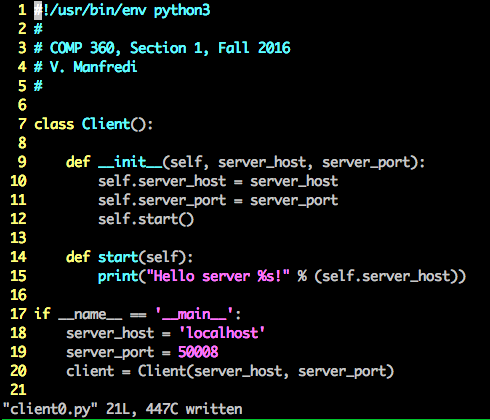 1 #!/usr/bin/env python3
2 #
3 # COMP 360, Section 1, Fall 2016
4 # V. Manfredi
5 #
6
7 class Client():
8
9     def __init__(self, server_host, server_port):
10         self.server_host = server_host
11         self.server_port = server_port
12         self.start()
13
14     def start(self):
15         print("Hello server %s!" % (self.server_host))
16
17 if __name__ == '__main__':
18     server_host = 'localhost'
19     server_port = 50008
20     client = Client(server_host, server_port)
21
"client0.py" 21L, 447C written